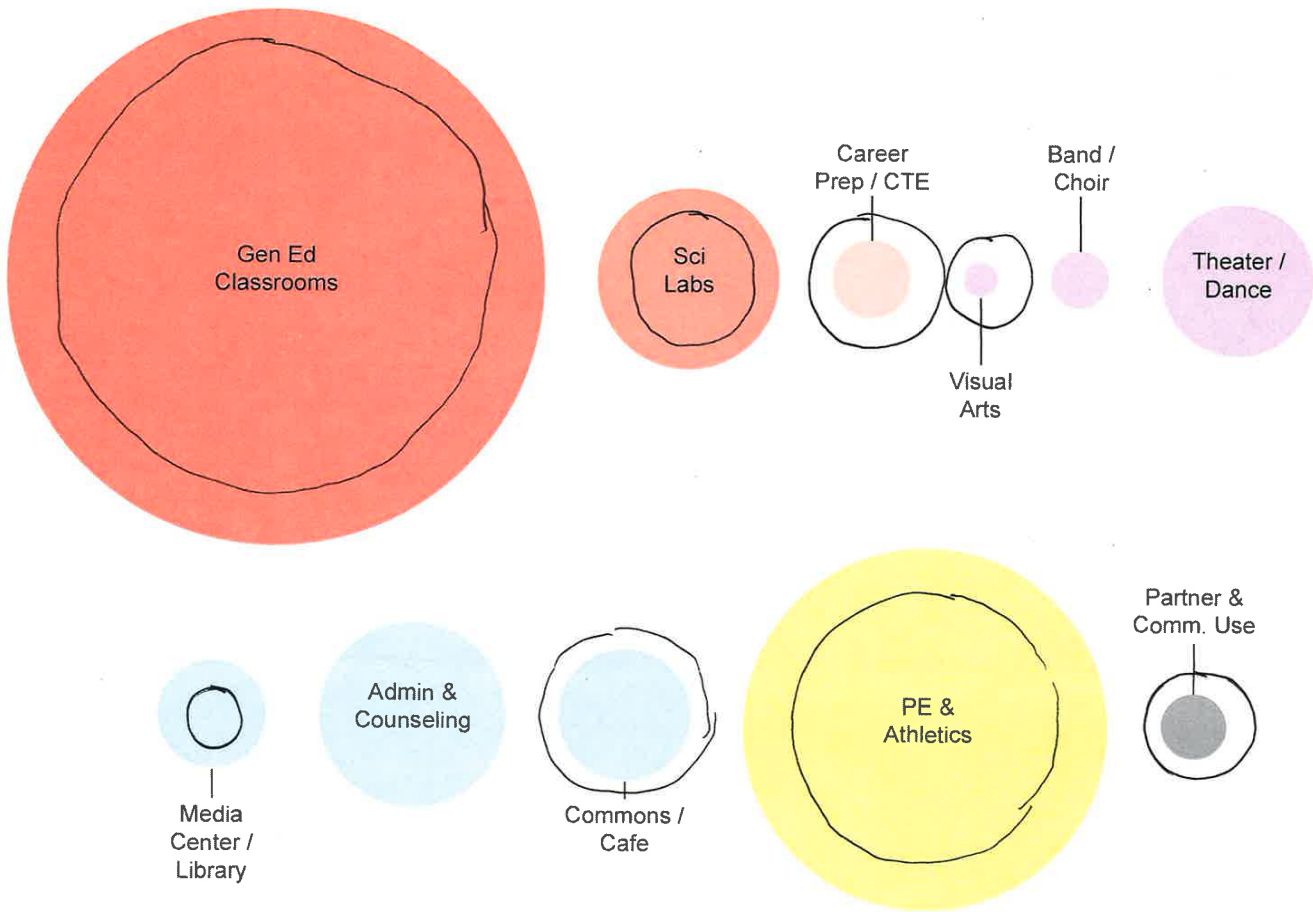 Gen Ed
Classrooms
Sci
Labs
Career
Prep / CTE
Visual
Arts
Band /
Choir
Theater /
Dance
Media
Center /
Library
Admin &
Counseling
Commons /
Cafe
PE &
Athletics
Partner &
Comm. Use